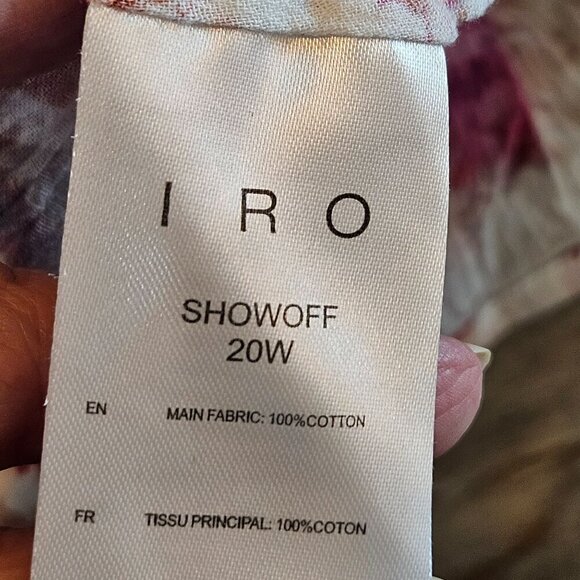 IRO
SHOWOFF
20W
EN MAIN FABRIC: 100%COTTON
FR TISSU PRINCIPAL: 100%COTON